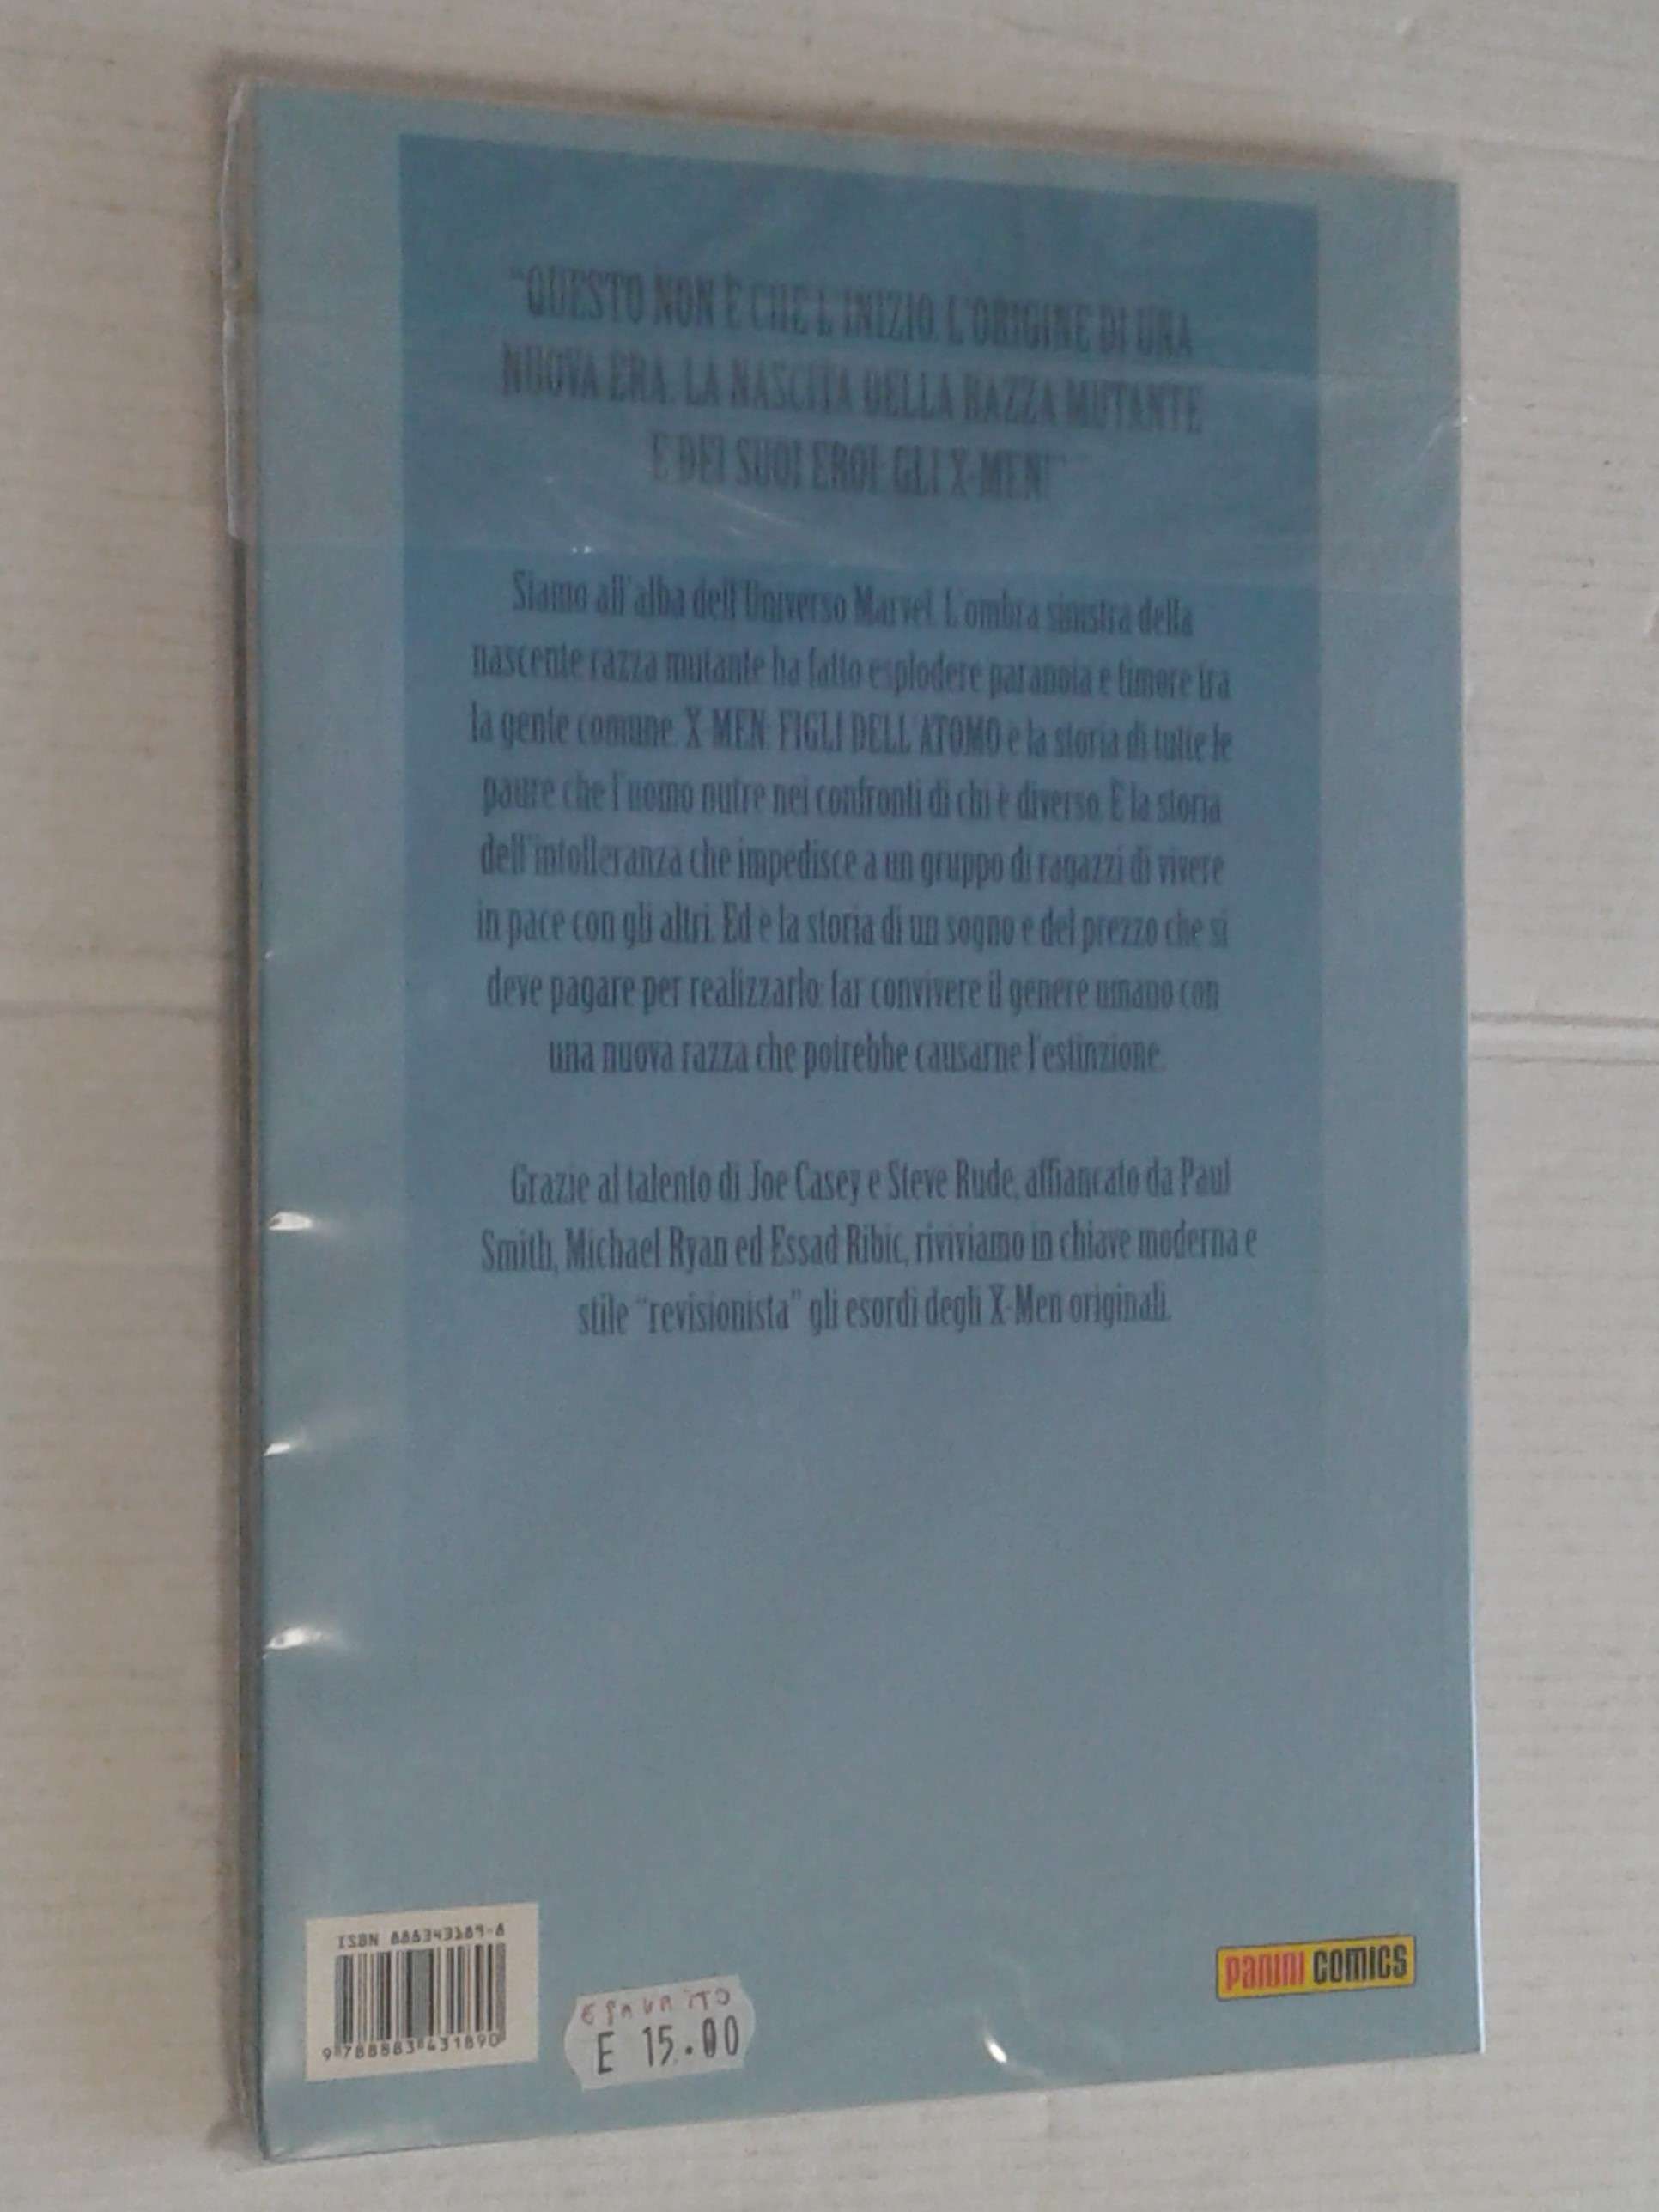 “QUESTO NON È CHE L'INIZIO. L'ORIGINE DI UNA
NUOVA ERA. LA NASCITA DELLA RAZZA MUTANTE
E DEI SUOI EROI: GLI X-MEN!”
Siamo all'alba dell'Universo Marvel. L'ombra sinistra della
nascente razza mutante ha fatto esplodere paranoia e timore tra
la gente comune. X-MEN: FIGLI DELL'ATOMO è la storia di tutte le
paure che l'uomo nutre nei confronti di chi è diverso. È la storia
dell'intolleranza che impedisce a un gruppo di ragazzi di vivere
in pace con gli altri. Ed è la storia di un sogno e del prezzo che si
deve pagare per realizzarlo: far convivere il genere umano con
una nuova razza che potrebbe causarne l'estinzione.
Grazie al talento di Joe Casey e Steve Rude, affiancato da Paul
Smith, Michael Ryan ed Essad Ribic, riviviamo in chiave moderna e
stile “revisionista” gli esordi degli X-Men originali.
ISBN 888343189-8
9 788883 431890
ESAURITO
E 15.00
PANINI COMICS